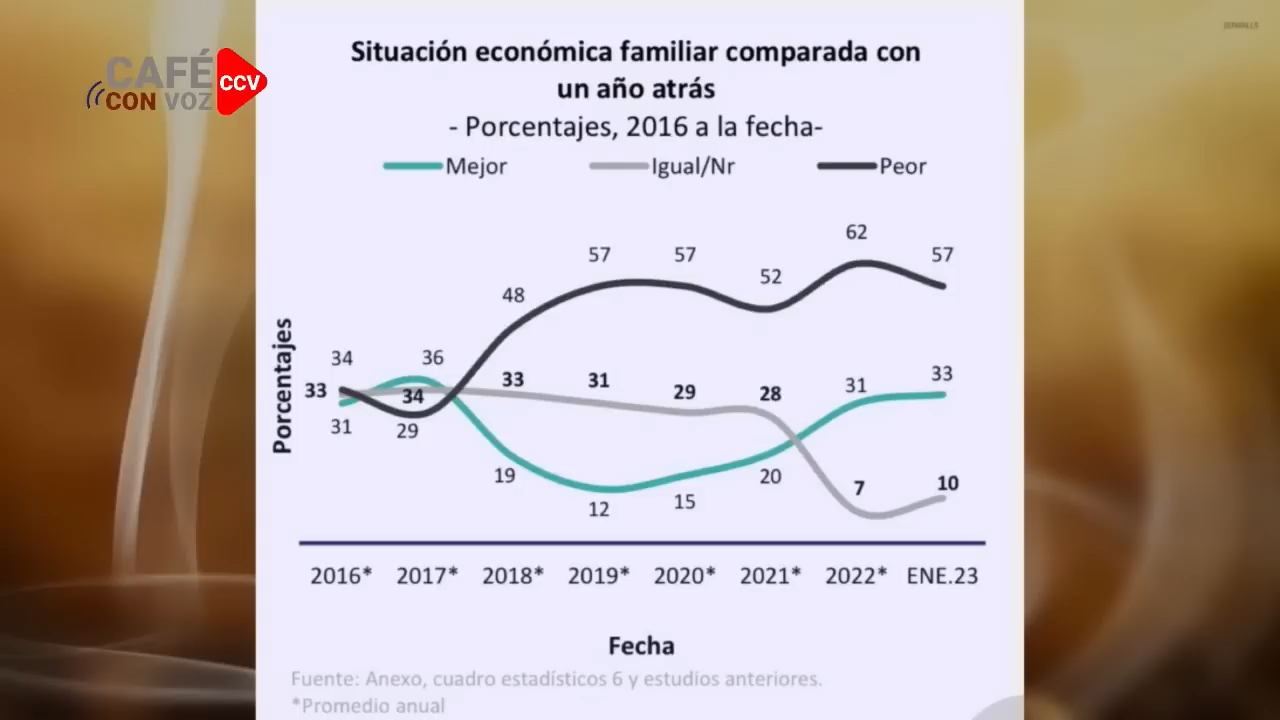 CAFÉ
CON VOZ
CCV
Situación económica familiar comparada con
un año atrás
- Porcentajes, 2016 a la fecha-
Mejor Igual/Nr Peor
Porcentajes
62
57 57 57
52
48
34 36
33 34 33 31 29 28 31 33
31 29
19 12 15 20 7 10
2016* 2017* 2018* 2019* 2020* 2021* 2022* ENE.23
Fecha
Fuente: Anexo, cuadro estadísticos 6 y estudios anteriores.
*Promedio anual